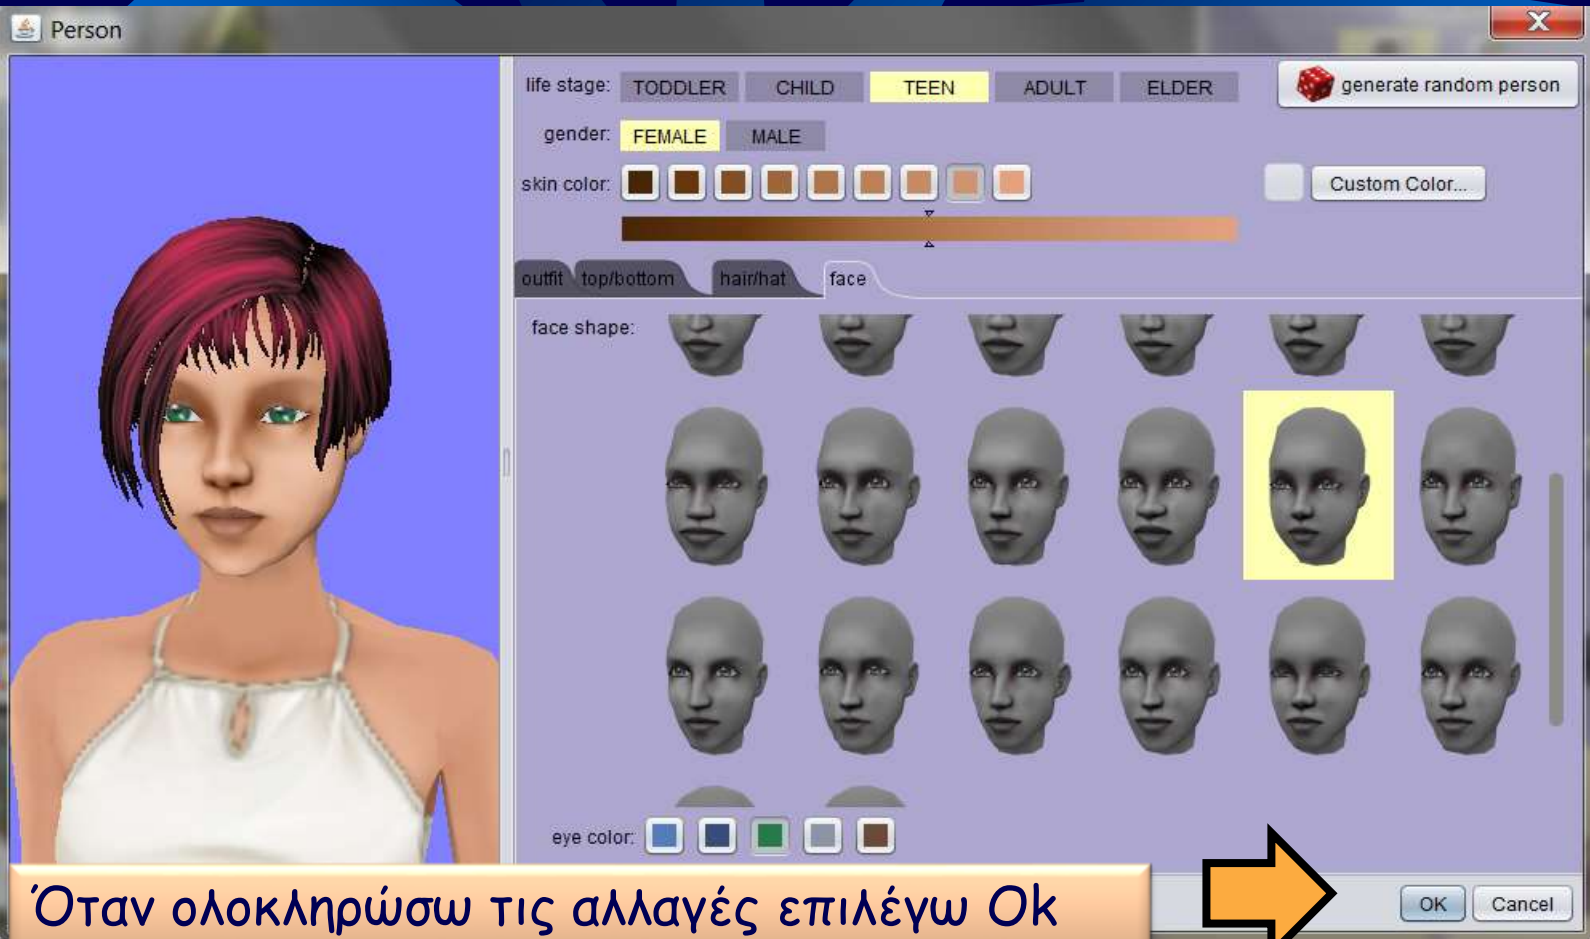 Person
X
life stage: TODDLER CHILD TEEN ADULT ELDER
generate random person
gender: FEMALE MALE
skin color:
Custom Color...
outfit top/bottom hair/hat face
face shape:
eye color:
Όταν ολοκληρώσω τις αλλαγές επιλέγω Ok
OK Cancel